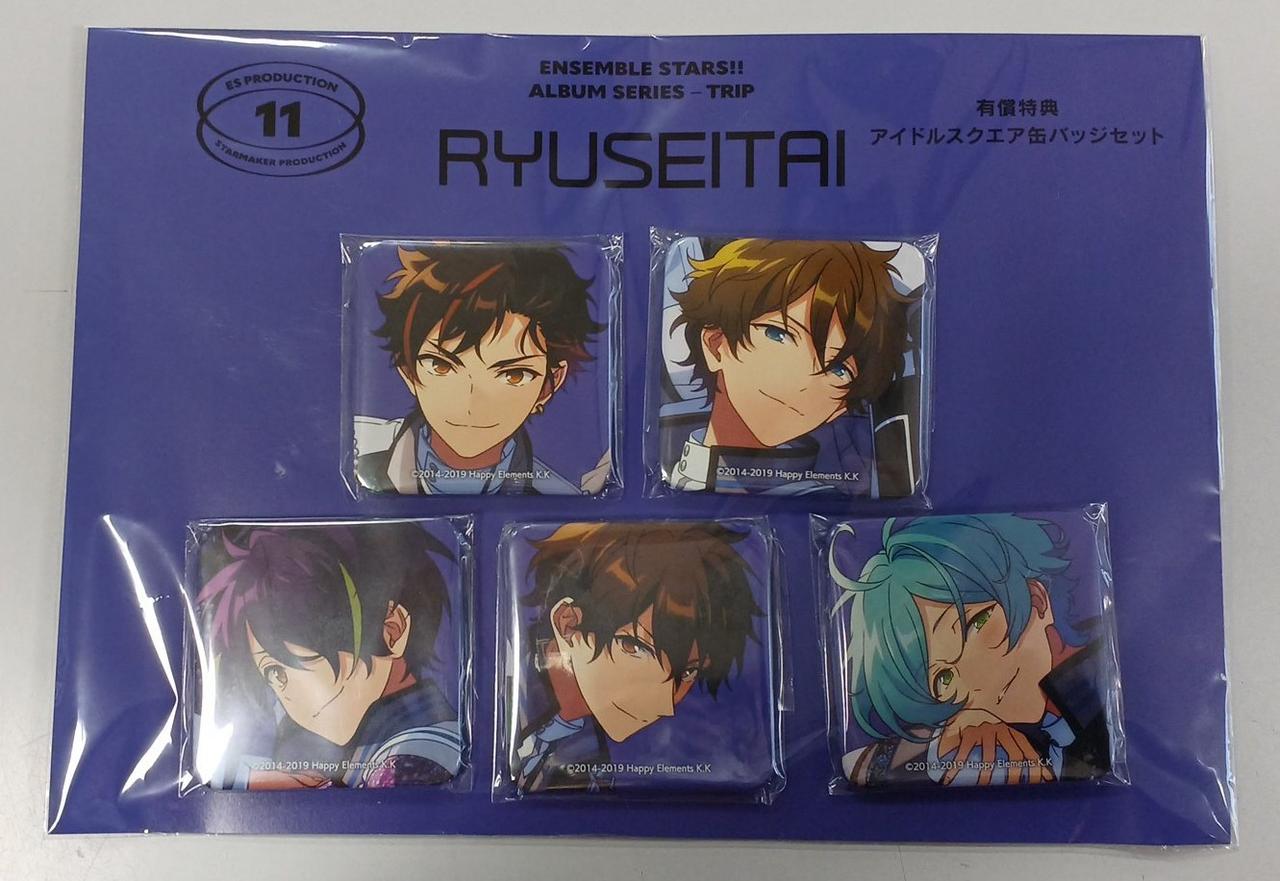 ES PRODUCTION
11
STARMAKER PRODUCTION
ENSEMBLE STARS!!
ALBUM SERIES – TRIP
RYUSEITAI
有償特典
アイドルスクエア缶バッジセット
©2014-2019 Happy Elements K.K
©2014-2019 Happy Elements K.K
©2014-2019 Happy Elements K.K
©2014-2019 Happy Elements K.K
©2014-2019 Happy Elements K.K